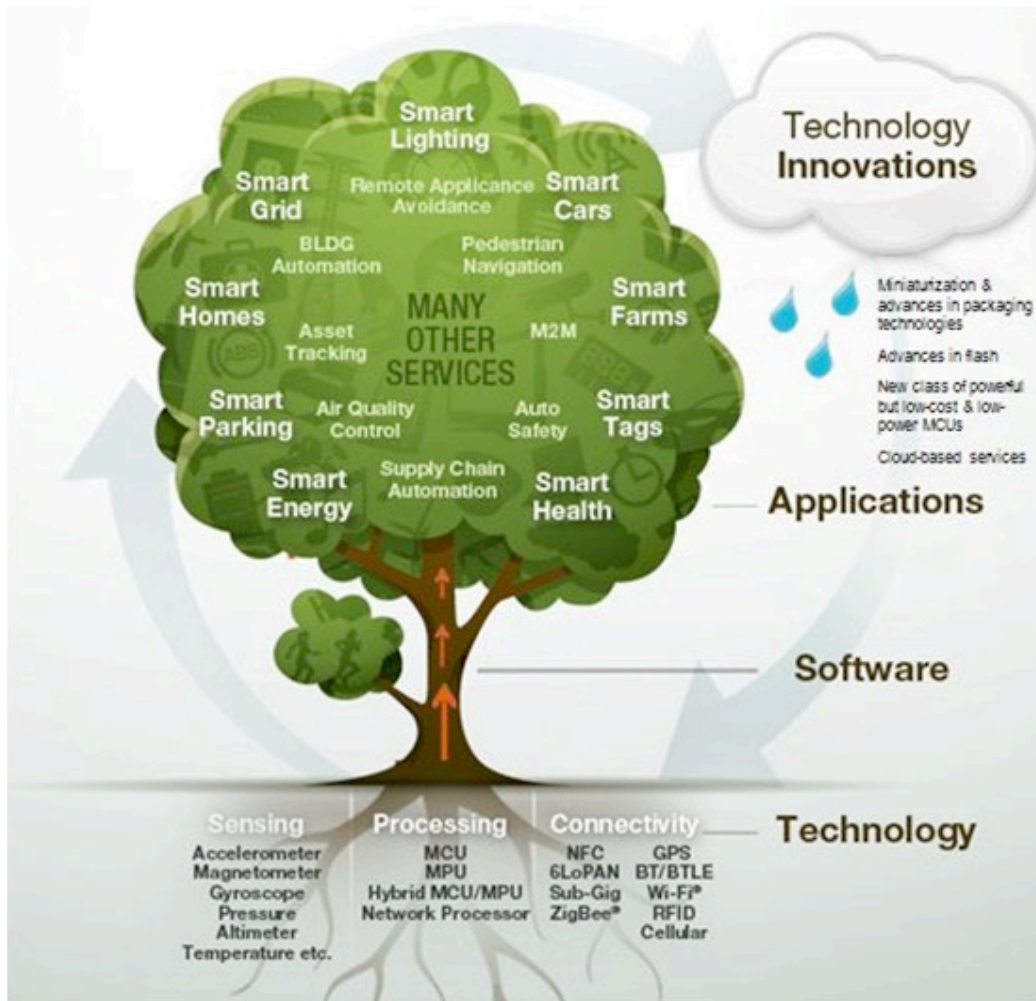 Smart
Lighting
Technology
Innovations
Smart
Grid
Remote Applicance
Avoidance
Smart
Cars
BLDG
Automation
Pedestrian
Navigation
Smart
Homes
MANY
OTHER
SERVICES
Smart
Farms
Asset
Tracking
M2M
Smart
Parking
Air Quality
Control
Auto
Safety
Smart
Tags
Smart
Energy
Supply Chain
Automation
Smart
Health
Miniaturization &
advances in packaging
technologies
Advances in flash
New class of powerful
but low-cost & low-
power MCUs
Cloud-based services
Applications
Software
Technology
Sensing
Accelerometer
Magnetometer
Gyroscope
Pressure
Altimeter
Temperature etc.
Processing
MCU
MPU
Hybrid MCU/MPU
Network Processor
Connectivity
NFC GPS
6LoPAN BT/BTLE
Sub-Gig Wi-Fi®
ZigBee® RFID
Cellular
ABS